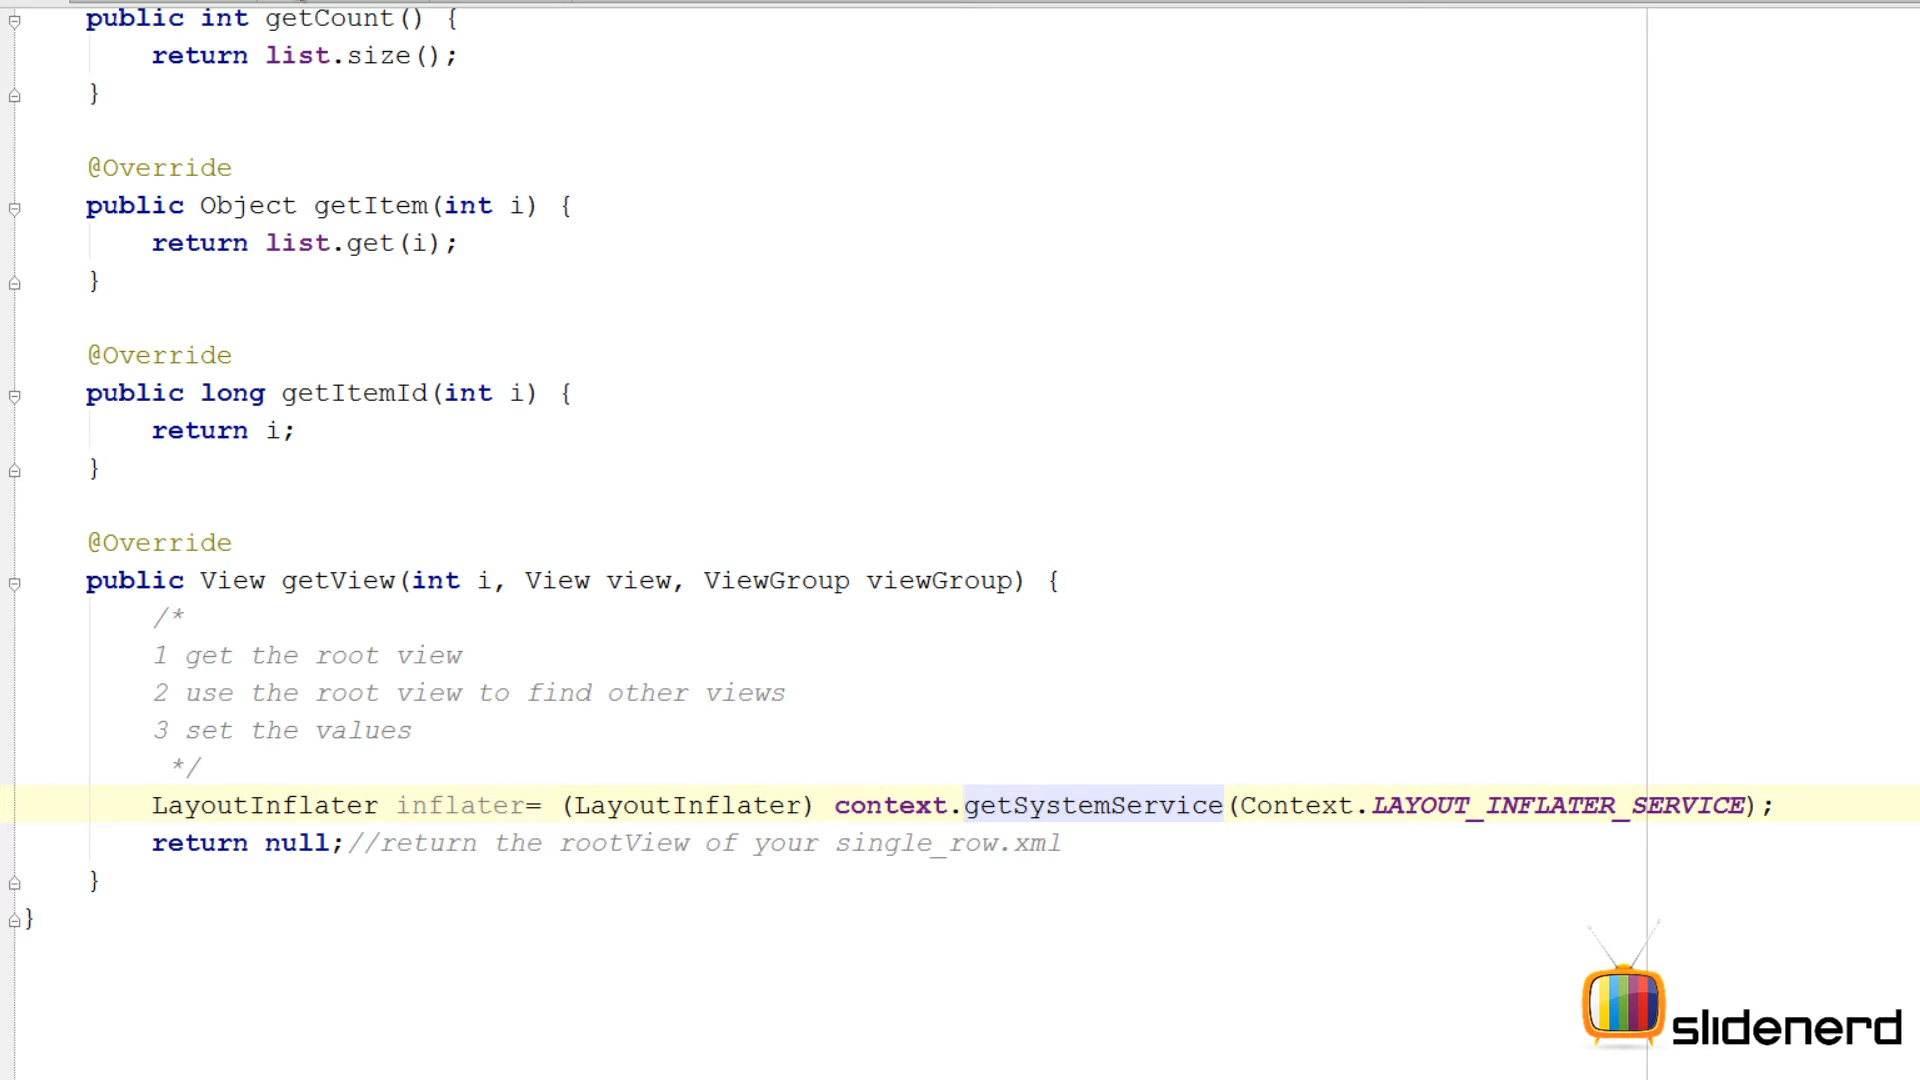 public int getCount() {
return list.size();
}
@Override
public Object getItem(int i) {
return list.get(i);
}
@Override
public long getItemId(int i) {
return i;
}
@Override
public View getView(int i, View view, ViewGroup viewGroup) {
/*
1 get the root view
2 use the root view to find other views
3 set the values
*/
LayoutInflater inflater= (LayoutInflater) context.getSystemService(Context.LAYOUT_INFLATER_SERVICE);
return null;//return the rootView of your single_row.xml
}
}
slidenerd